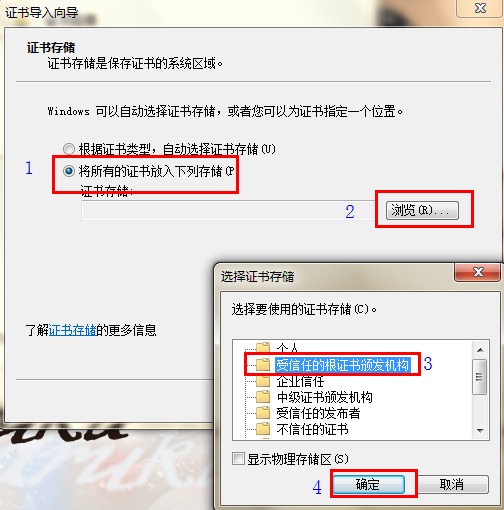 证书导入向导
证书存储
证书存储是保存证书的系统区域。
Windows 可以自动选择证书存储，或者您可以为证书指定一个位置。
根据证书类型，自动选择证书存储(U)
1
将所有的证书放入下列存储(P
证书存储:
2
浏览(R)...
了解证书存储的更多信息
选择证书存储
选择要使用的证书存储(C)。
个人
受信任的根证书颁发机构
3
企业信任
中级证书颁发机构
受信任的发布者
不信任的证书
显示物理存储区(S)
4
确定
取消